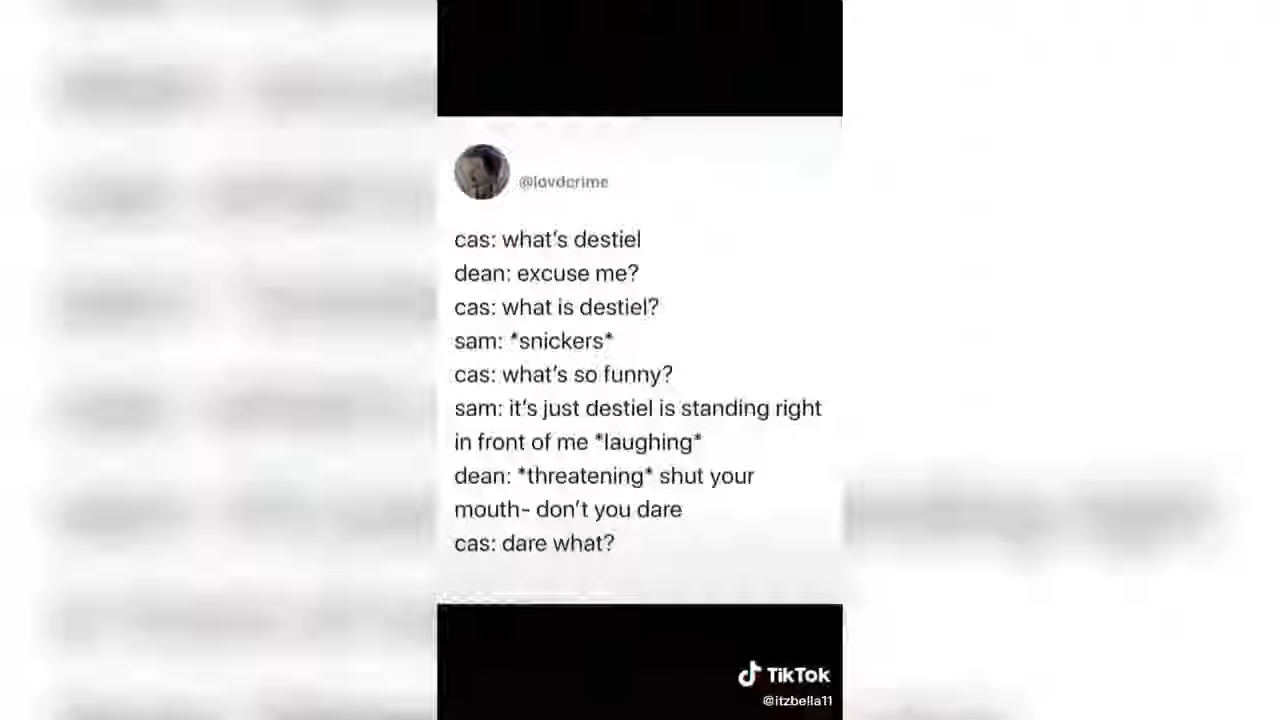 @lovdcrime
cas: what's destiel
dean: excuse me?
cas: what is destiel?
sam: *snickers*
cas: what's so funny?
sam: it's just destiel is standing right
in front of me *laughing*
dean: *threatening* shut your
mouth- don't you dare
cas: dare what?
TikTok
@itzbella11